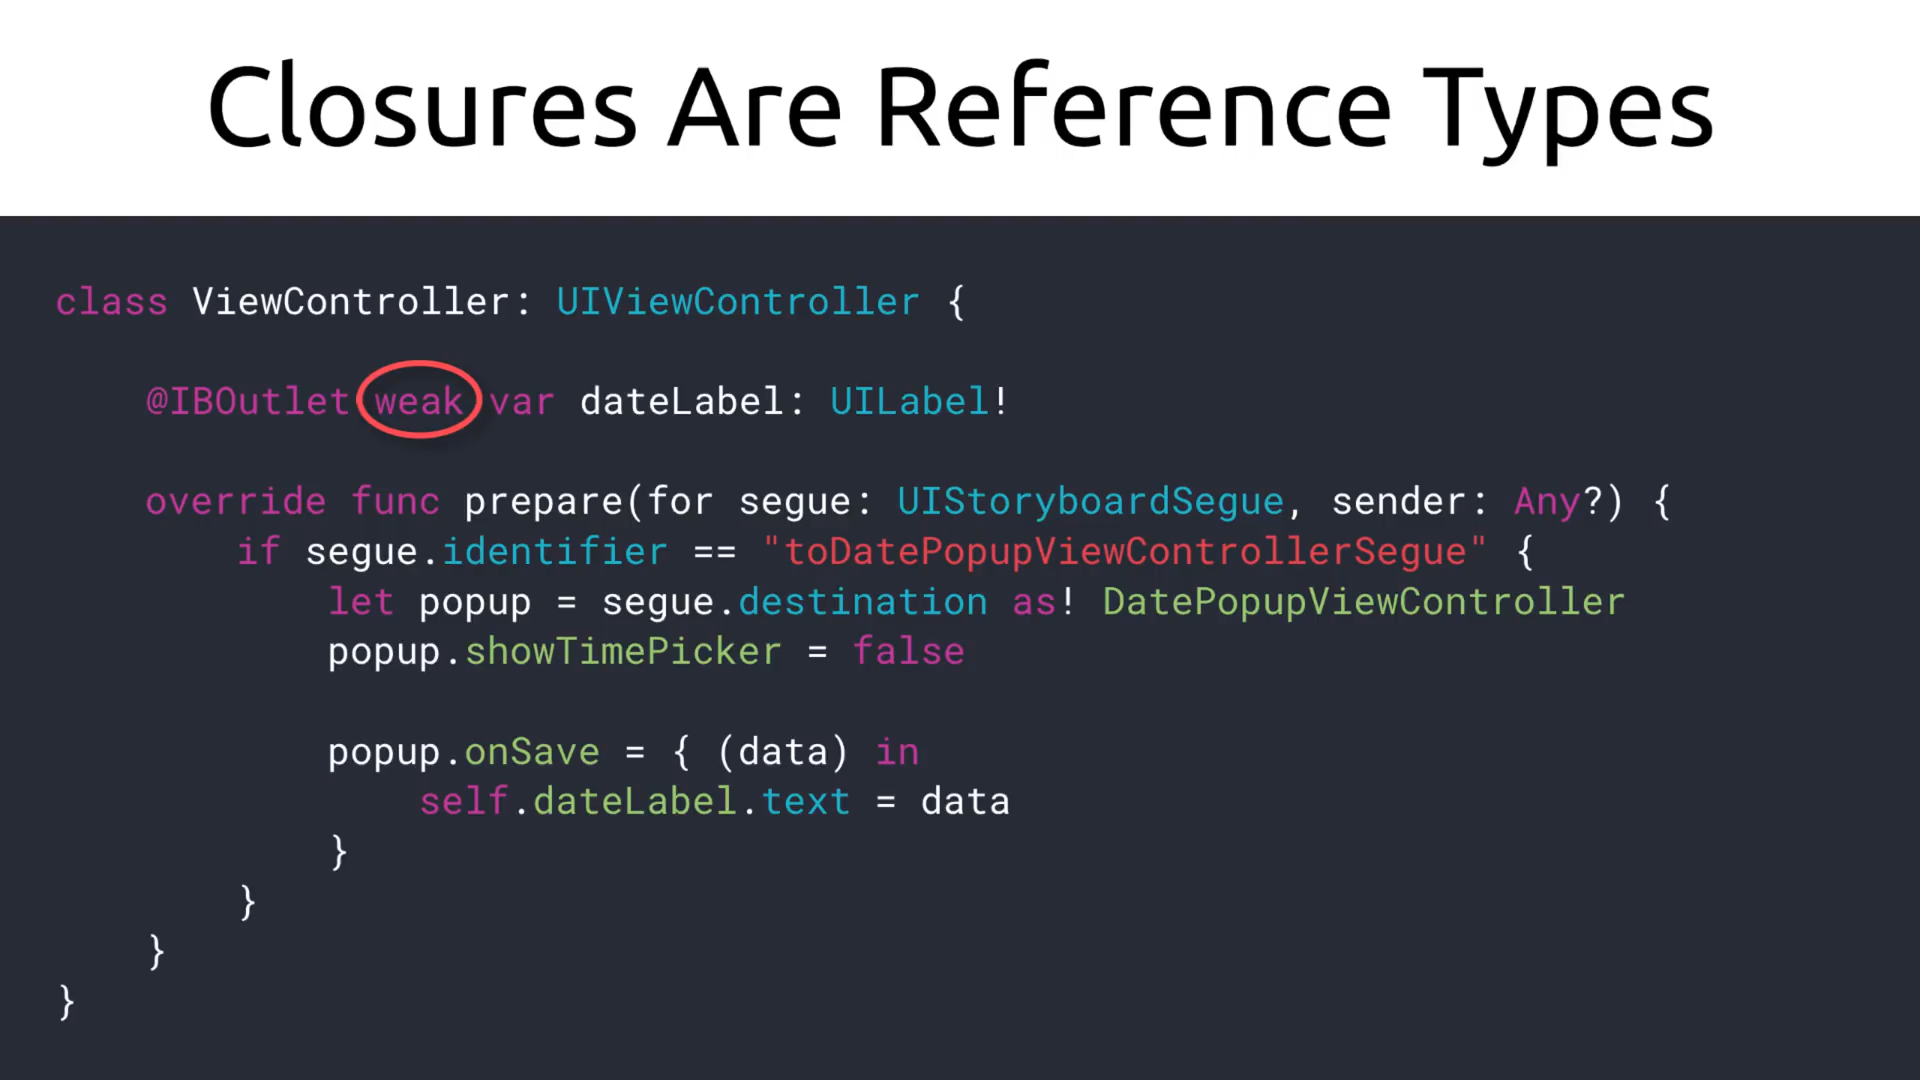 Closures Are Reference Types
class ViewController: UIViewController {
@IBOutlet weak var dateLabel: UILabel!
override func prepare(for segue: UIStoryboardSegue, sender: Any?) {
if segue.identifier == "toDatePopupViewControllerSegue" {
let popup = segue.destination as! DatePopupViewController
popup.showTimePicker = false
popup.onSave = { (data) in
self.dateLabel.text = data
}
}
}
}